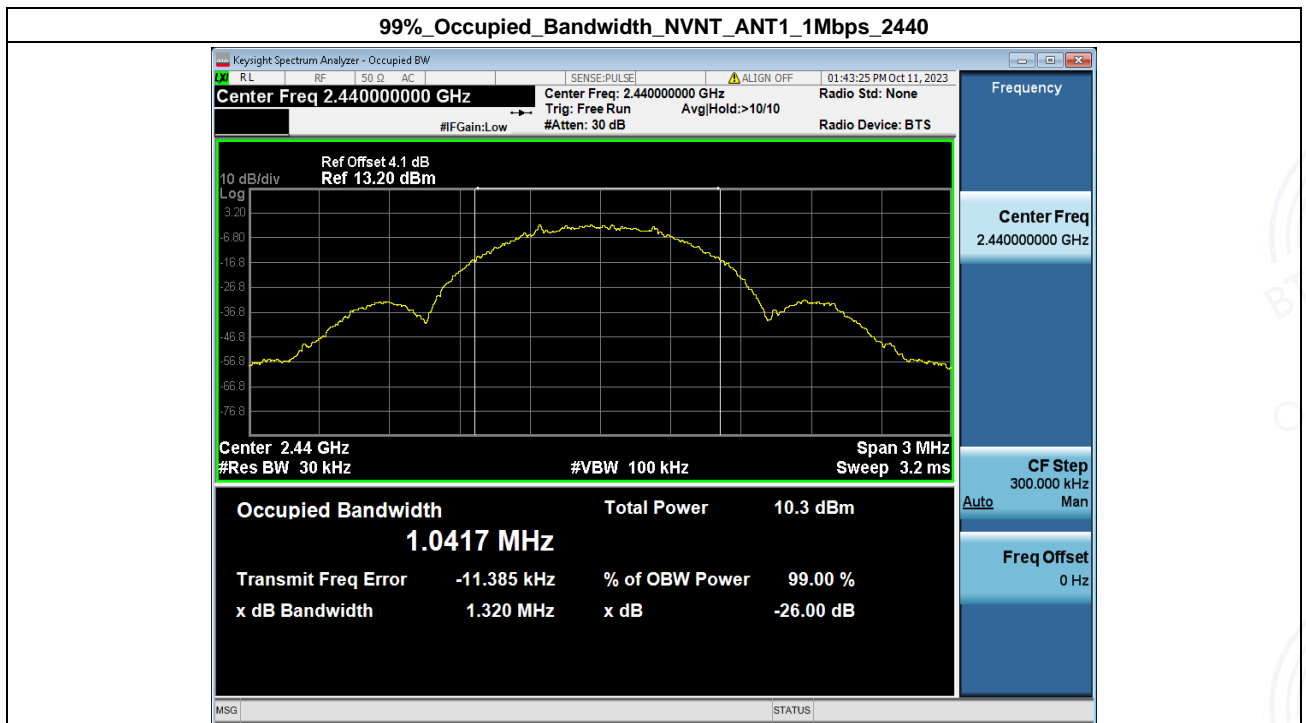 99%_Occupied_Bandwidth_NVNT_ANT1_1Mbps_2440
Keysight Spectrum Analyzer - Occupied BW
LXI RL RF 50 Ω AC SENSE:PULSE ALIGN OFF 01:43:25 PM Oct 11, 2023
Center Freq 2.440000000 GHz
Center Freq: 2.440000000 GHz
Radio Std: None
Trig: Free Run Avg|Hold:>10/10
#IFGain:Low #Atten: 30 dB
Radio Device: BTS
Ref Offset 4.1 dB
10 dB/div Ref 13.20 dBm
Log
3.20
-6.80
-16.8
-26.8
-36.8
-46.8
-56.8
-66.8
-76.8
Center 2.44 GHz Span 3 MHz
#Res BW 30 kHz #VBW 100 kHz Sweep 3.2 ms
Occupied Bandwidth Total Power 10.3 dBm
1.0417 MHz
Transmit Freq Error -11.385 kHz % of OBW Power 99.00 %
x dB Bandwidth 1.320 MHz x dB -26.00 dB
MSG STATUS
Frequency
Center Freq
2.440000000 GHz
CF Step
300.000 kHz
Auto Man
Freq Offset
0 Hz